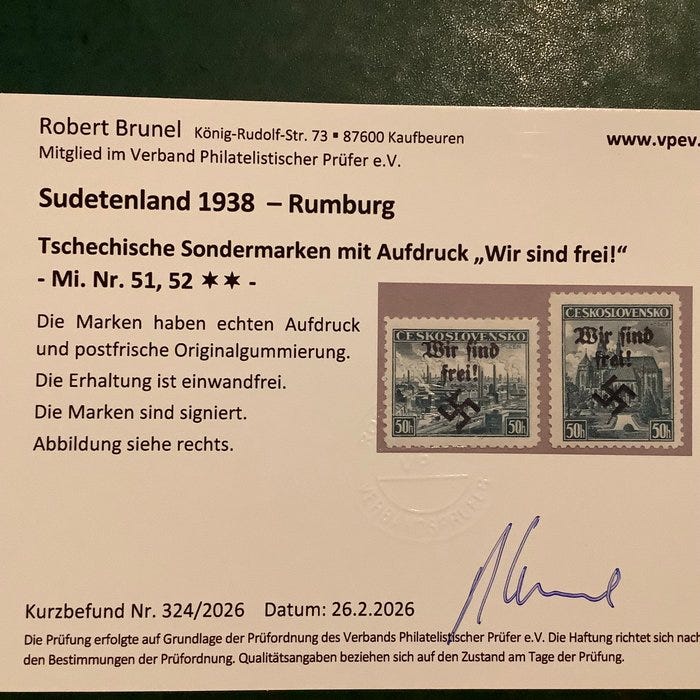 Robert Brunel König-Rudolf-Str. 73 ▪ 87600 Kaufbeuren
www.vpev.
Mitglied im Verband Philatelistischer Prüfer e.V.
Sudetenland 1938 – Rumburg
Tschechische Sondermarken mit Aufdruck „Wir sind frei!“
- Mi. Nr. 51, 52 ✶✶ -
Die Marken haben echten Aufdruck
und postfrische Originalgummierung.
Die Erhaltung ist einwandfrei.
Die Marken sind signiert.
Abbildung siehe rechts.
ČESKOSLOVENSKO
Wir sind
frei!
50h 50h
ČESKOSLOVENSKO
Wir sind
frei!
50h 50h
VERBANDSPRÜFER
Kurzbefund Nr. 324/2026 Datum: 26.2.2026
Die Prüfung erfolgte auf Grundlage der Prüfordnung des Verbands Philatelistischer Prüfer e.V. Die Haftung richtet sich nach
den Bestimmungen der Prüfordnung. Qualitätsangaben beziehen sich auf den Zustand am Tage der Prüfung.